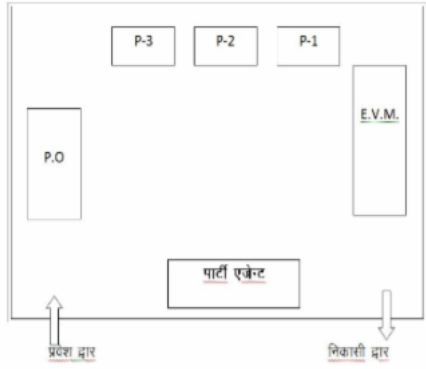 P-3
P-2
P-1
E.V.M.
P.O
पार्टी एजेन्ट
प्रवेश द्वार
निकासी द्वार